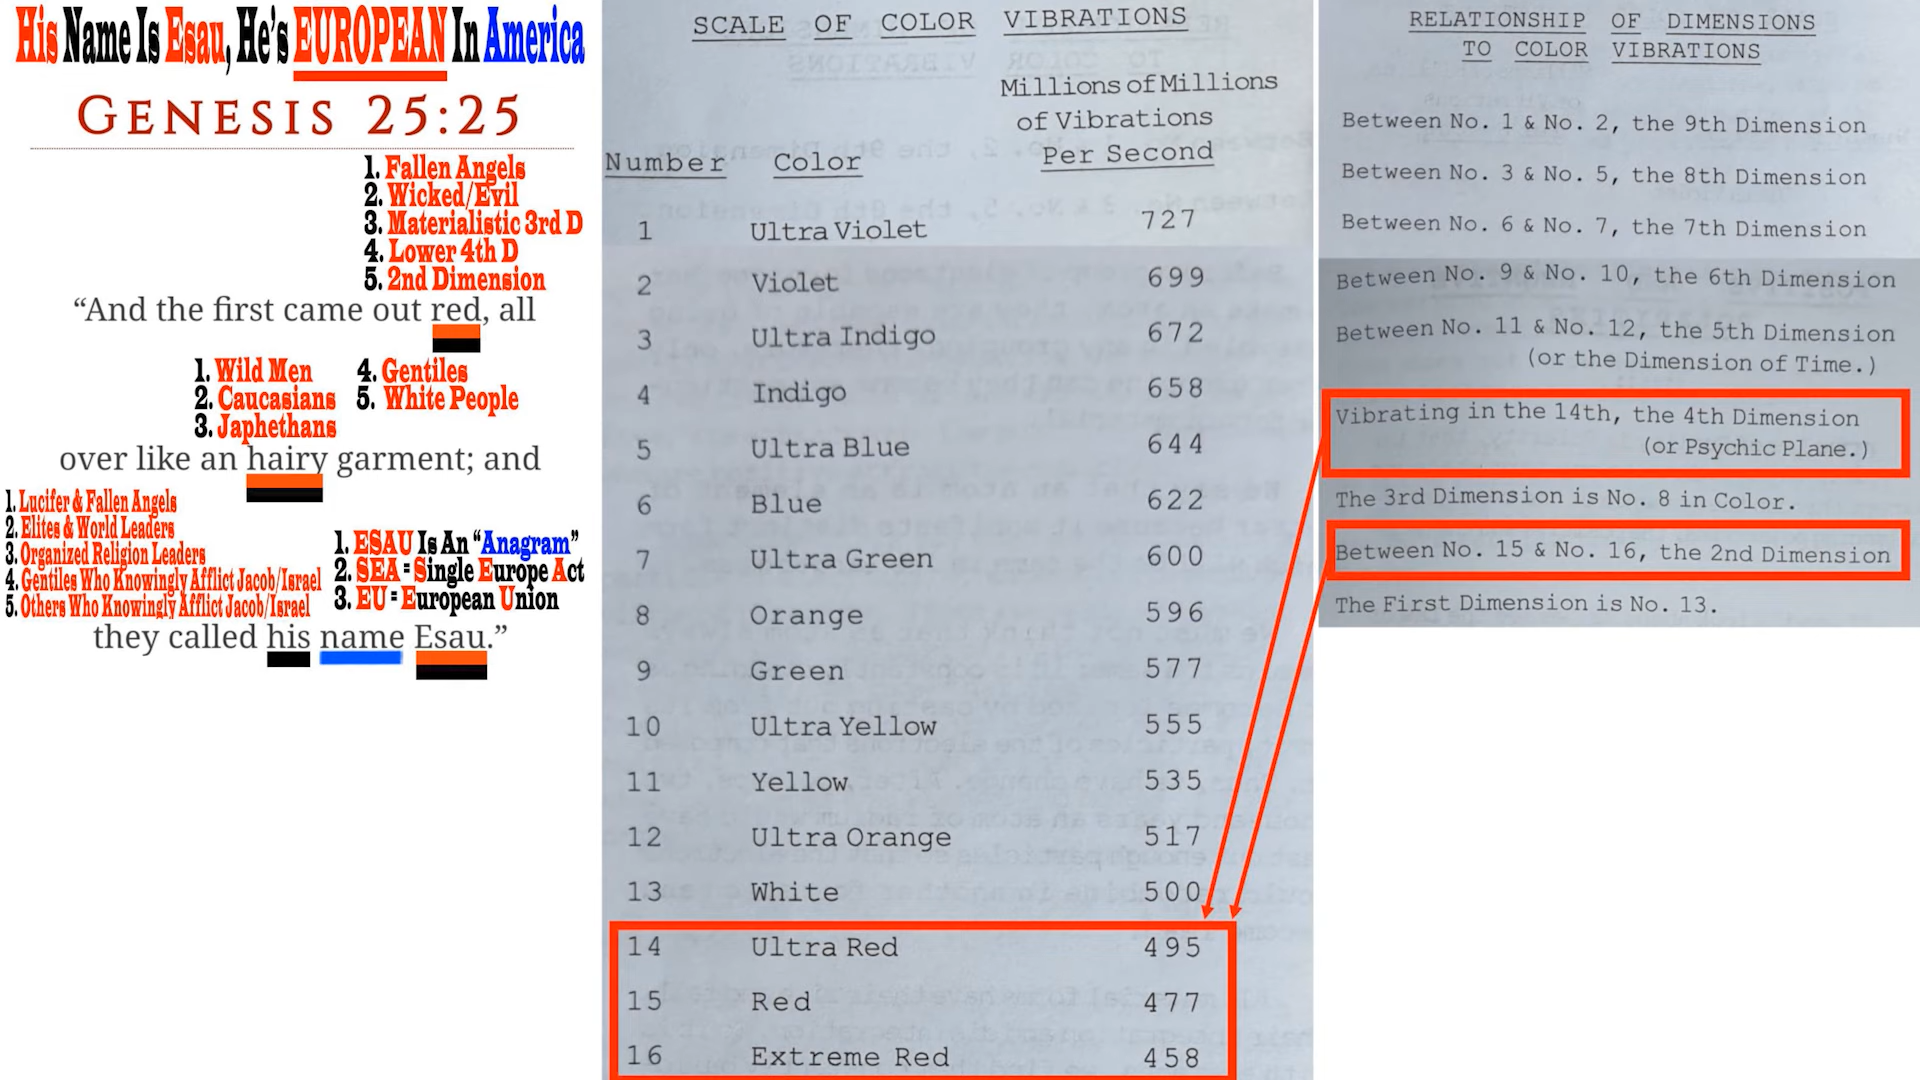 His Name Is Esau, He's EUROPEAN In America
GENESIS 25:25
1. Fallen Angels
2. Wicked/Evil
3. Materialistic 3rd D
4. Lower 4th D
5. 2nd Dimension
“And the first came out red, all
1. Wild Men
2. Caucasians
3. Japhethans
4. Gentiles
5. White People
over like an hairy garment; and
1. Lucifer & Fallen Angels
2. Elites & World Leaders
3. Organized Religion Leaders
4. Gentiles Who Knowingly Afflict Jacob/Israel
5. Others Who Knowingly Afflict Jacob/Israel
1. ESAU Is An “Anagram”
2. SEA = Single Europe Act
3. EU = European Union
they called his name Esau.”
SCALE OF COLOR VIBRATIONS
Millions of Millions
of Vibrations
Number Color Per Second
1 Ultra Violet 727
2 Violet 699
3 Ultra Indigo 672
4 Indigo 658
5 Ultra Blue 644
6 Blue 622
7 Ultra Green 600
8 Orange 596
9 Green 577
10 Ultra Yellow 555
11 Yellow 535
12 Ultra Orange 517
13 White 500
14 Ultra Red 495
15 Red 477
16 Extreme Red 458
RELATIONSHIP OF DIMENSIONS
TO COLOR VIBRATIONS
Between No. 1 & No. 2, the 9th Dimension
Between No. 3 & No. 5, the 8th Dimension
Between No. 6 & No. 7, the 7th Dimension
Between No. 9 & No. 10, the 6th Dimension
Between No. 11 & No. 12, the 5th Dimension
(or the Dimension of Time.)
Vibrating in the 14th, the 4th Dimension
(or Psychic Plane.)
The 3rd Dimension is No. 8 in Color.
Between No. 15 & No. 16, the 2nd Dimension
The First Dimension is No. 13.